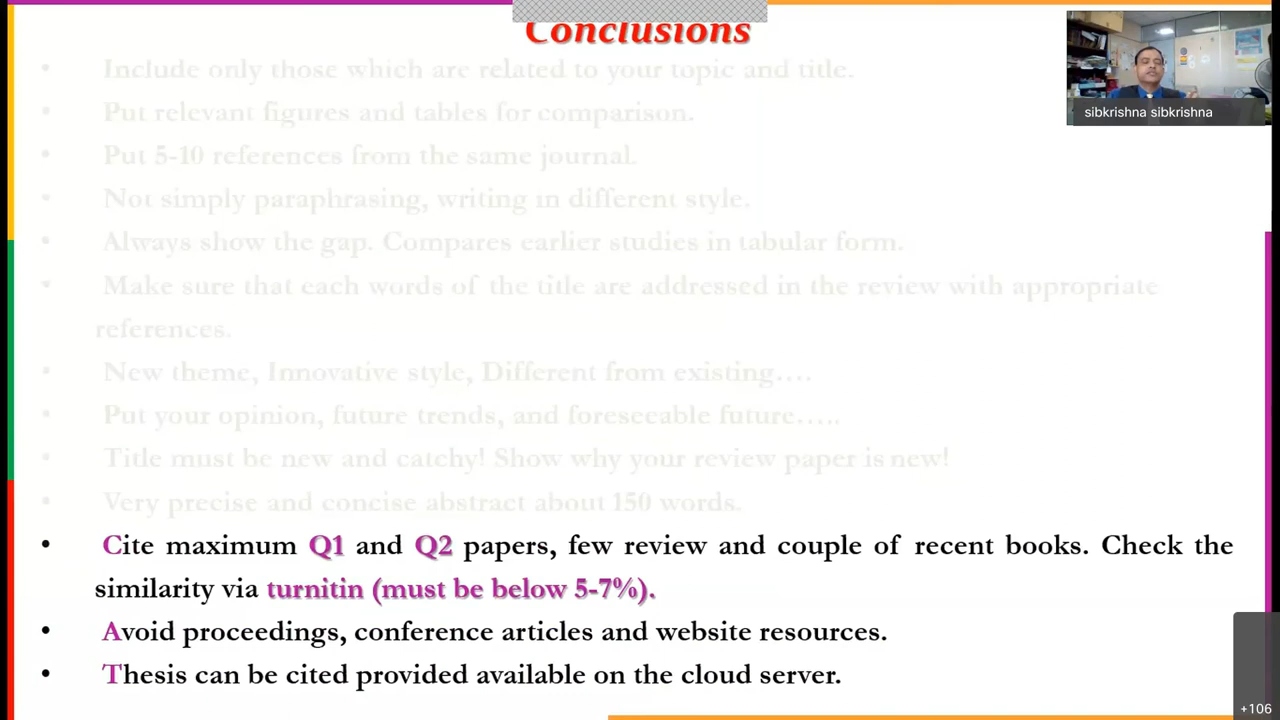 Conclusions
sibkrishna sibkrishna
• Include only those which are related to your topic and title.
• Put relevant figures and tables for comparison.
• Put 5-10 references from the same journal.
• Not simply paraphrasing, writing in different style.
• Always show the gap. Compares earlier studies in tabular form.
• Make sure that each words of the title are addressed in the review with appropriate
references.
• New theme, Innovative style, Different from existing….
• Put your opinion, future trends, and foreseeable future…..
• Title must be new and catchy! Show why your review paper is new!
• Very precise and concise abstract about 150 words.
• Cite maximum Q1 and Q2 papers, few review and couple of recent books. Check the
similarity via turnitin (must be below 5-7%).
• Avoid proceedings, conference articles and website resources.
• Thesis can be cited provided available on the cloud server.
+106